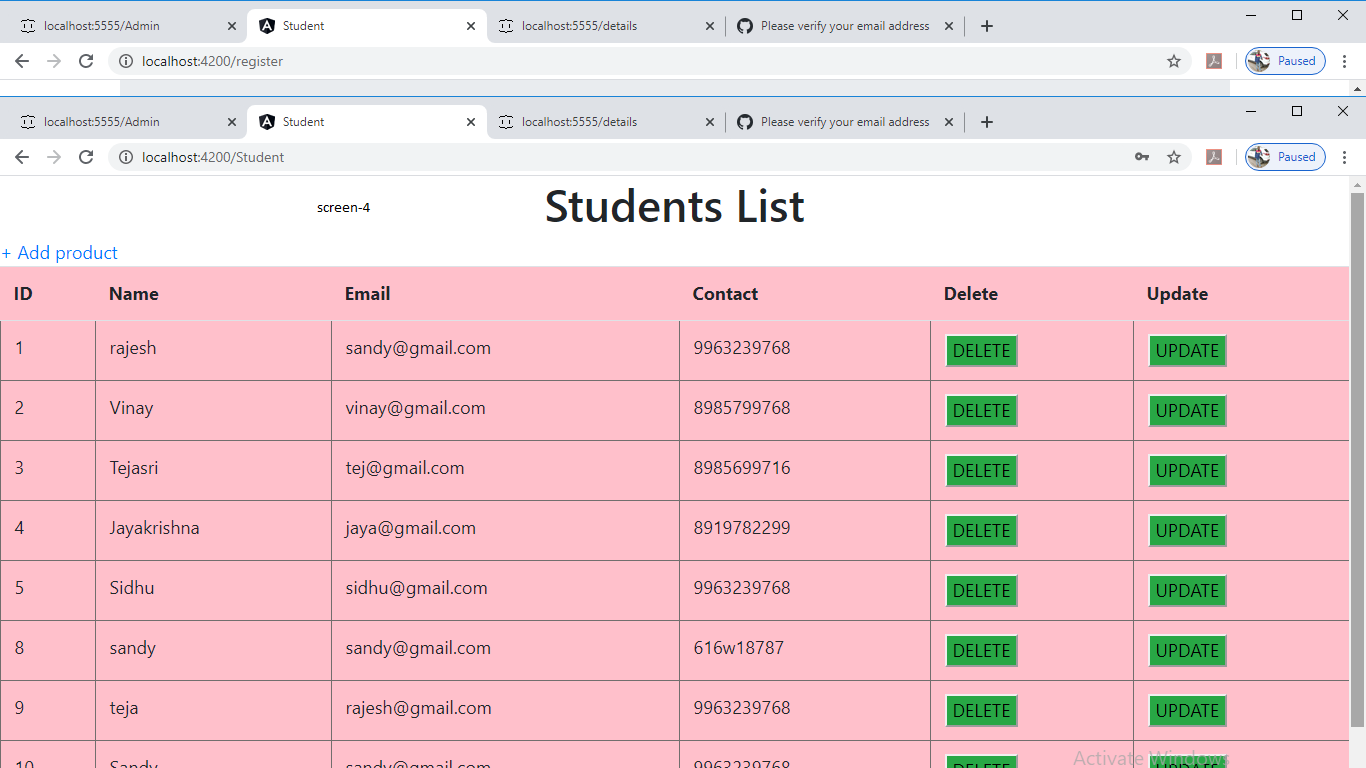 localhost:5555/Admin Student localhost:5555/details Please verify your email address
localhost:4200/register Paused
localhost:5555/Admin Student localhost:5555/details Please verify your email address
localhost:4200/Student Paused
screen-4 Students List
+ Add product
ID Name Email Contact Delete Update
1 rajesh sandy@gmail.com 9963239768 DELETE UPDATE
2 Vinay vinay@gmail.com 8985799768 DELETE UPDATE
3 Tejasri tej@gmail.com 8985699716 DELETE UPDATE
4 Jayakrishna jaya@gmail.com 8919782299 DELETE UPDATE
5 Sidhu sidhu@gmail.com 9963239768 DELETE UPDATE
8 sandy sandy@gmail.com 616w18787 DELETE UPDATE
9 teja rajesh@gmail.com 9963239768 DELETE UPDATE
10 Sandy sandy@gmail.com 9963239768 DELETE UPDATE
Activate Windows